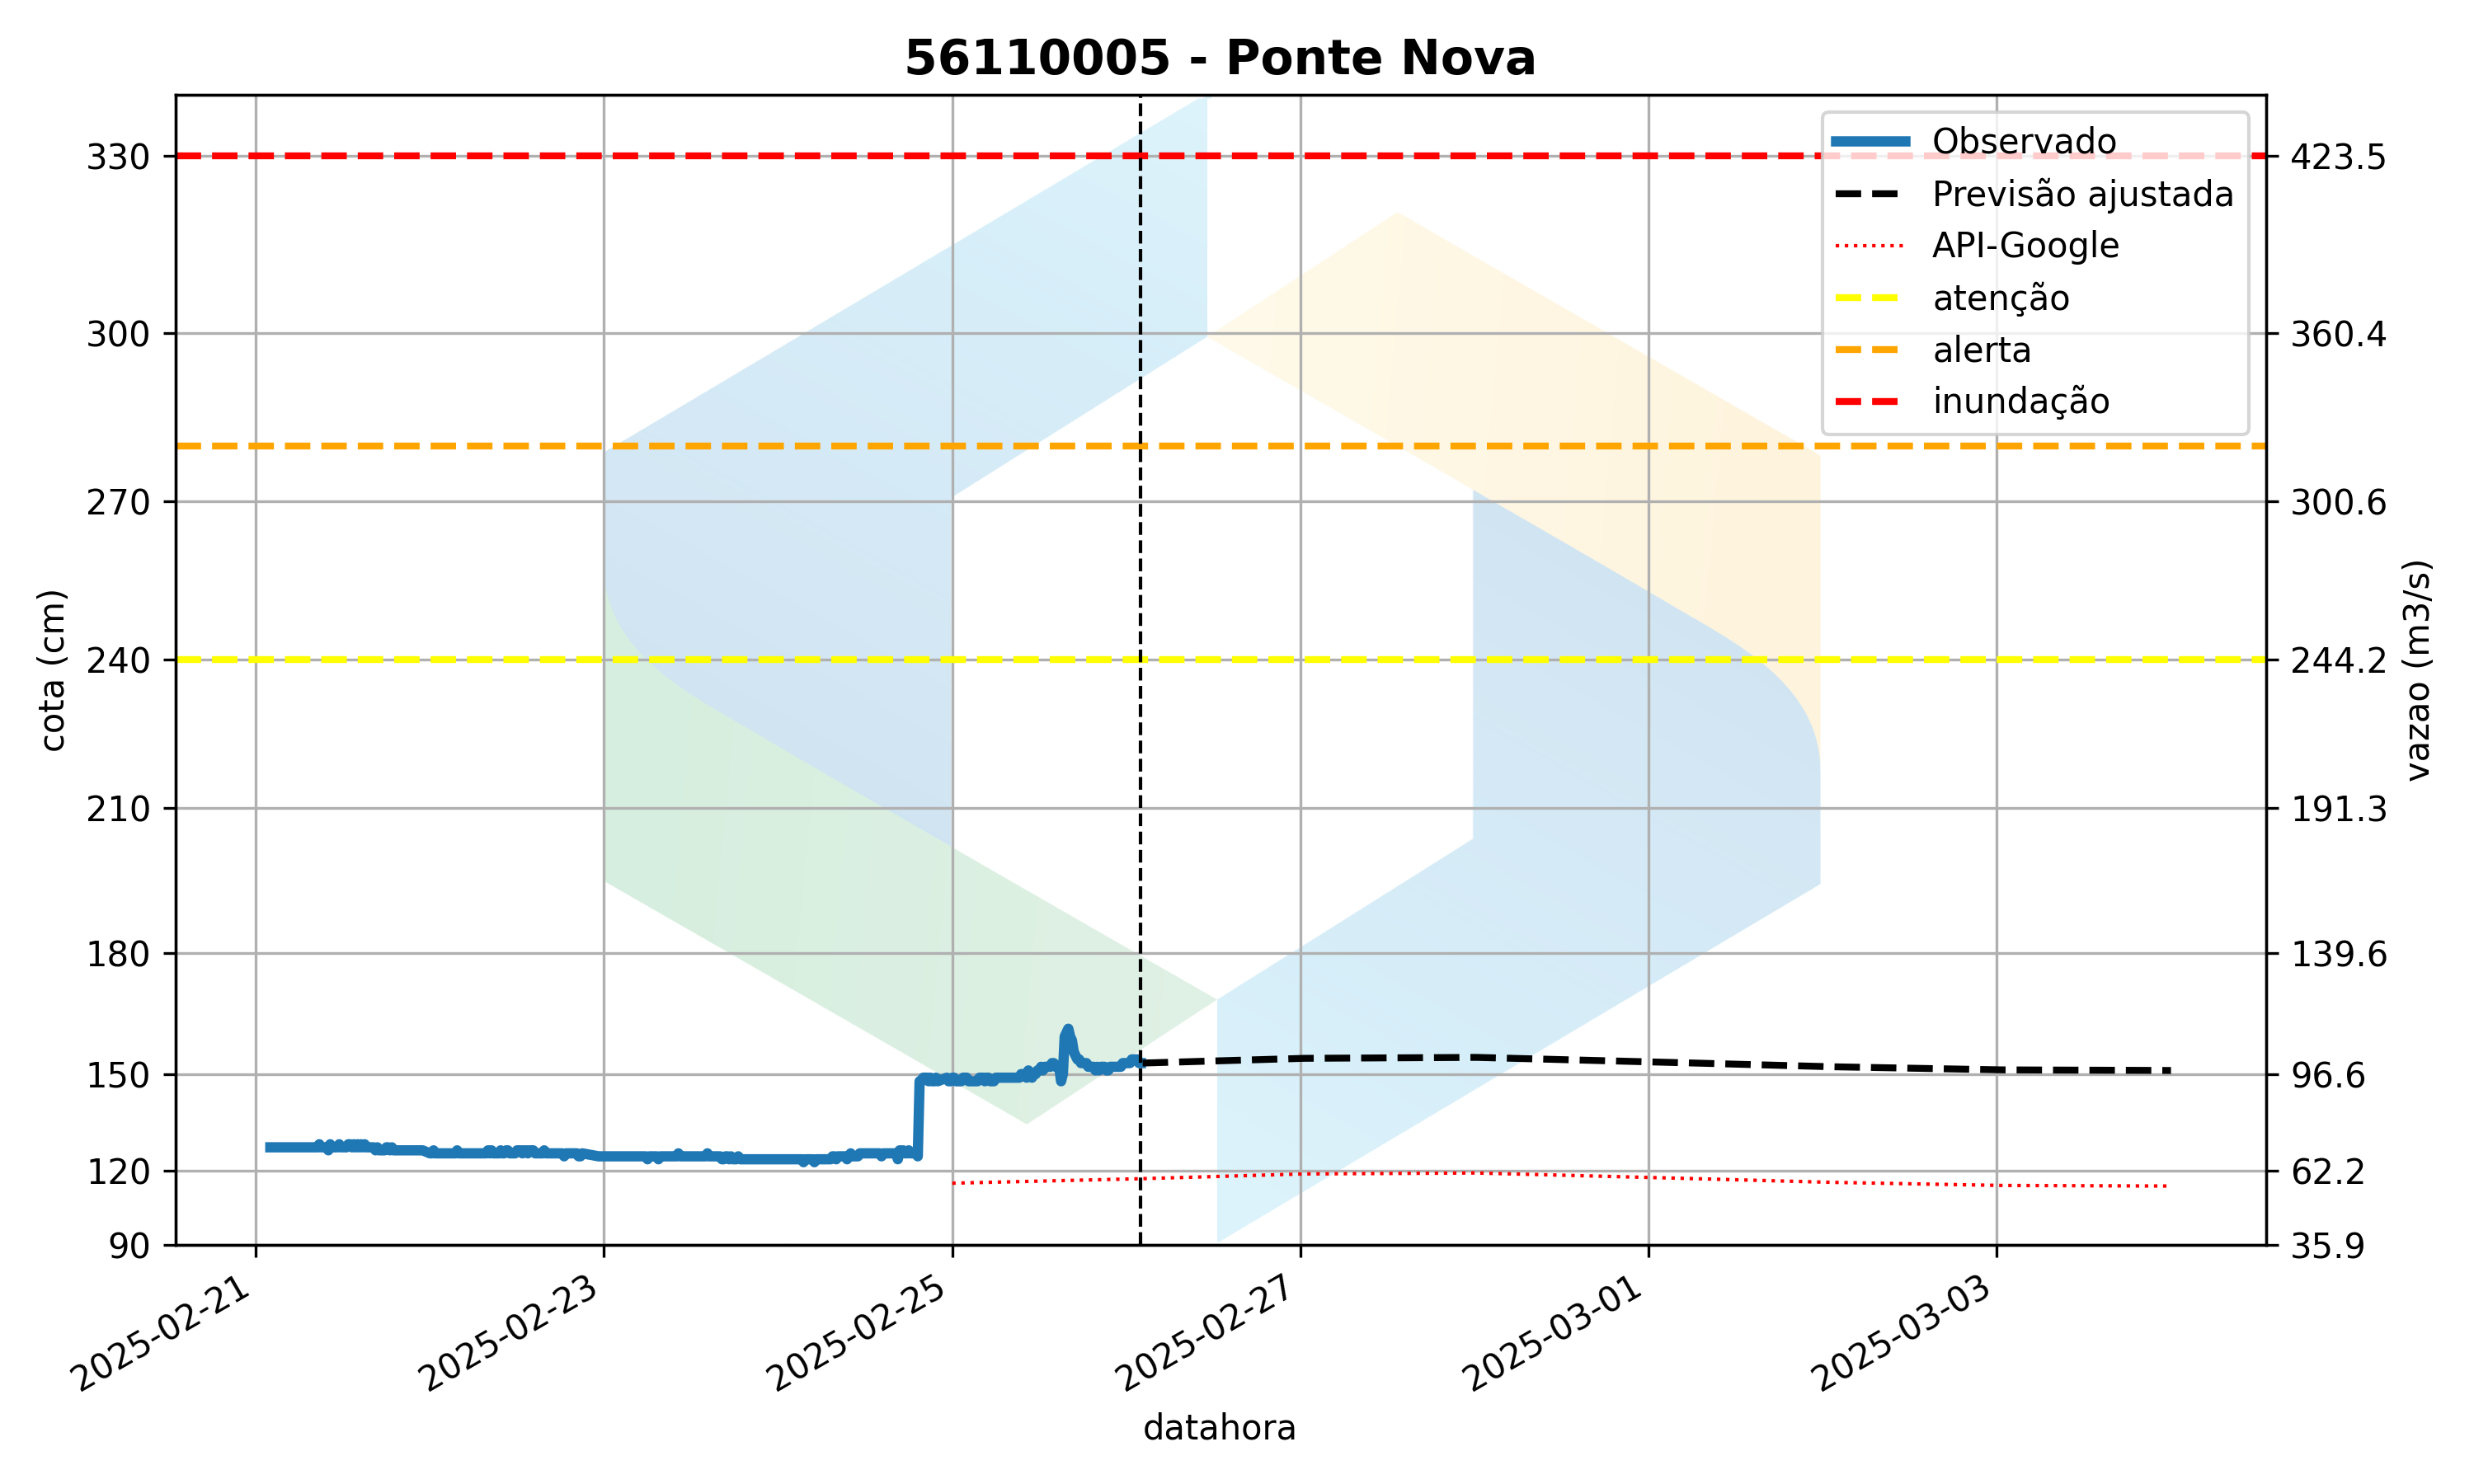 56110005 - Ponte Nova
Observado
Previsão ajustada
API-Google
atenção
alerta
inundação
330
300
270
240
210
180
150
120
90
cota (cm)
423.5
360.4
300.6
244.2
191.3
139.6
96.6
62.2
35.9
vazao (m3/s)
2025-02-21
2025-02-23
2025-02-25
2025-02-27
2025-03-01
2025-03-03
datahora